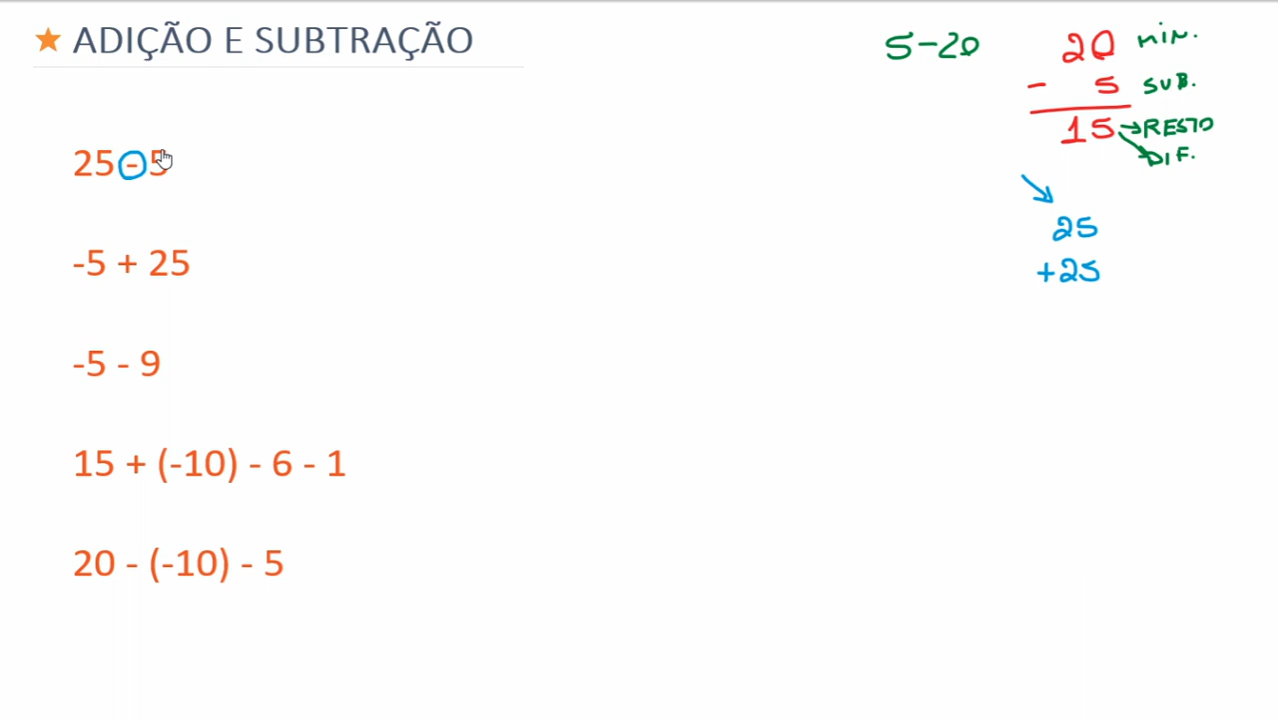 ★ ADIÇÃO E SUBTRAÇÃO
25 - 5
-5 + 25
-5 - 9
15 + (-10) - 6 - 1
20 - (-10) - 5
5-20
20 MIN.
- 5 SUB.
15 → RESTO
DIF.
25
+25